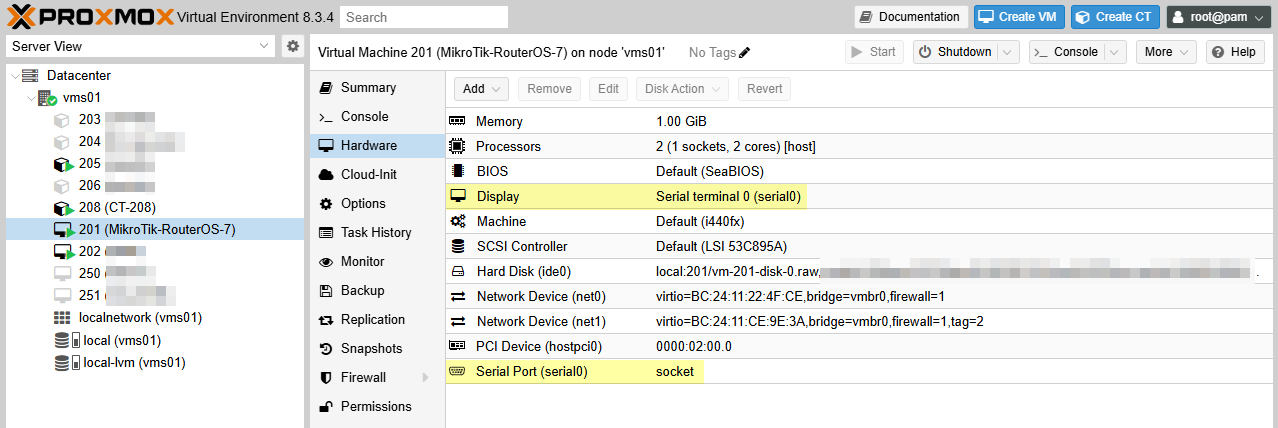 PROXMOX Virtual Environment 8.3.4 Search Documentation Create VM Create CT root@pam
Server View
Virtual Machine 201 (MikroTik-RouterOS-7) on node 'vms01' No Tags Start Shutdown Console More Help
Datacenter
vms01
203
204
205
206
208 (CT-208)
201 (MikroTik-RouterOS-7)
202
250
251
localnetwork (vms01)
local (vms01)
local-lvm (vms01)
Summary
Console
Hardware
Cloud-Init
Options
Task History
Monitor
Backup
Replication
Snapshots
Firewall
Permissions
Add Remove Edit Disk Action Revert
Memory 1.00 GiB
Processors 2 (1 sockets, 2 cores) [host]
BIOS Default (SeaBIOS)
Display Serial terminal 0 (serial0)
Machine Default (i440fx)
SCSI Controller Default (LSI 53C895A)
Hard Disk (ide0) local:201/vm-201-disk-0.raw,
Network Device (net0) virtio=BC:24:11:22:4F:CE,bridge=vmbr0,firewall=1
Network Device (net1) virtio=BC:24:11:CE:9E:3A,bridge=vmbr0,firewall=1,tag=2
PCI Device (hostpci0) 0000:02:00.0
Serial Port (serial0) socket